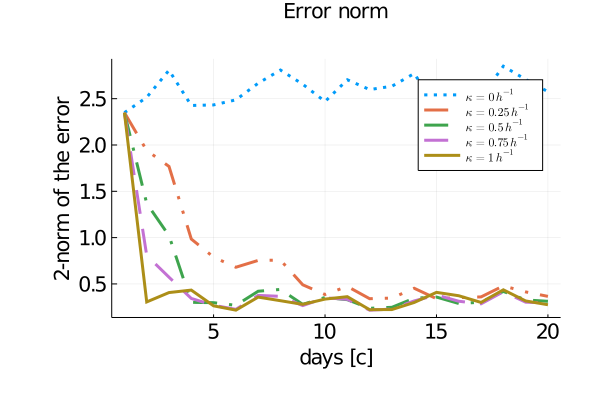 Error norm
2-norm of the error
2.5
2.0
1.5
1.0
0.5
κ = 0 h⁻¹
κ = 0.25 h⁻¹
κ = 0.5 h⁻¹
κ = 0.75 h⁻¹
κ = 1 h⁻¹
5 10 15 20
days [c]